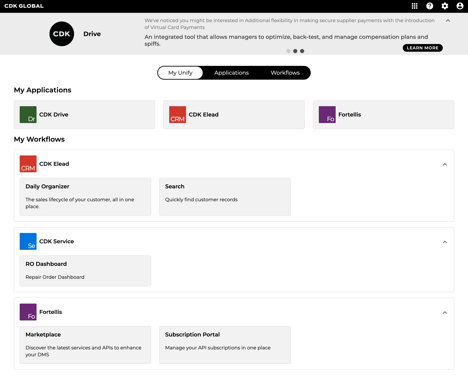 CDK GLOBAL
We've noticed you might be interested in Additional flexibility in making secure supplier payments with the introduction
of Virtual Card Payments
CDK
Drive
An integrated tool that allows managers to optimize, back-test, and manage compensation plans and
spiffs.
LEARN MORE
My Unify
Applications
Workflows
My Applications
Dr
CDK Drive
CRM
CDK Elead
Fo
Fortellis
My Workflows
CRM
CDK Elead
Daily Organizer
The sales lifecycle of your customer, all in one
place.
Search
Quickly find customer records
Se
CDK Service
RO Dashboard
Repair Order Dashboard
Fo
Fortellis
Marketplace
Discover the latest services and APIs to enhance
your DMS
Subscription Portal
Manage your API subscriptions in one place